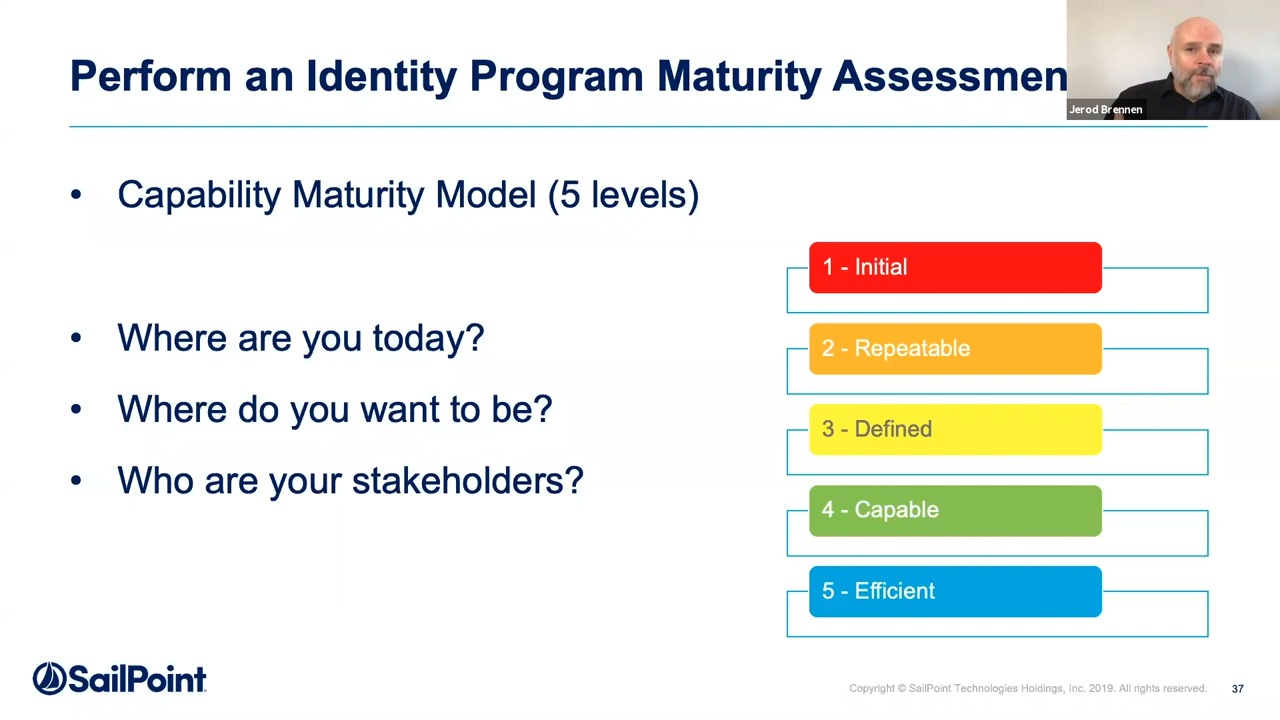 Perform an Identity Program Maturity Assessmen
Jerod Brennen
• Capability Maturity Model (5 levels)
• Where are you today?
• Where do you want to be?
• Who are your stakeholders?
1 - Initial
2 - Repeatable
3 - Defined
4 - Capable
5 - Efficient
SailPoint
Copyright © SailPoint Technologies Holdings, Inc. 2019. All rights reserved.
37